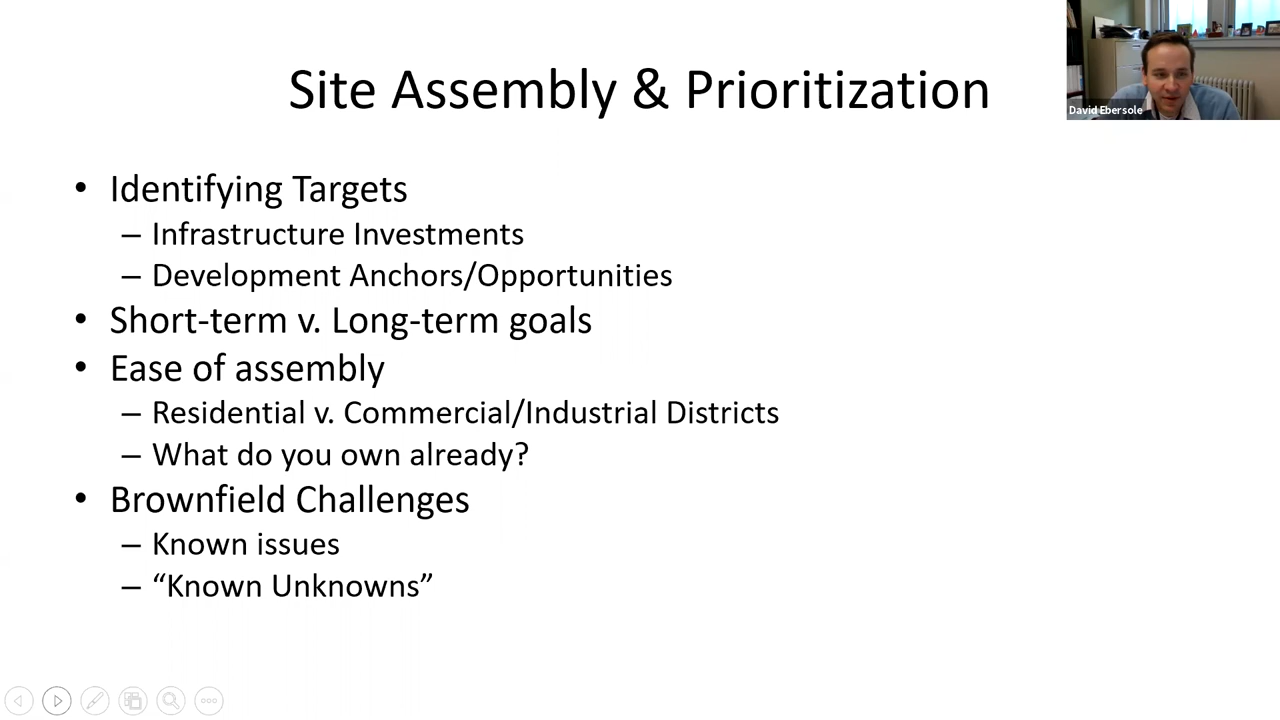 Site Assembly & Prioritization
David Ebersole
• Identifying Targets
– Infrastructure Investments
– Development Anchors/Opportunities
• Short-term v. Long-term goals
• Ease of assembly
– Residential v. Commercial/Industrial Districts
– What do you own already?
• Brownfield Challenges
– Known issues
– “Known Unknowns”